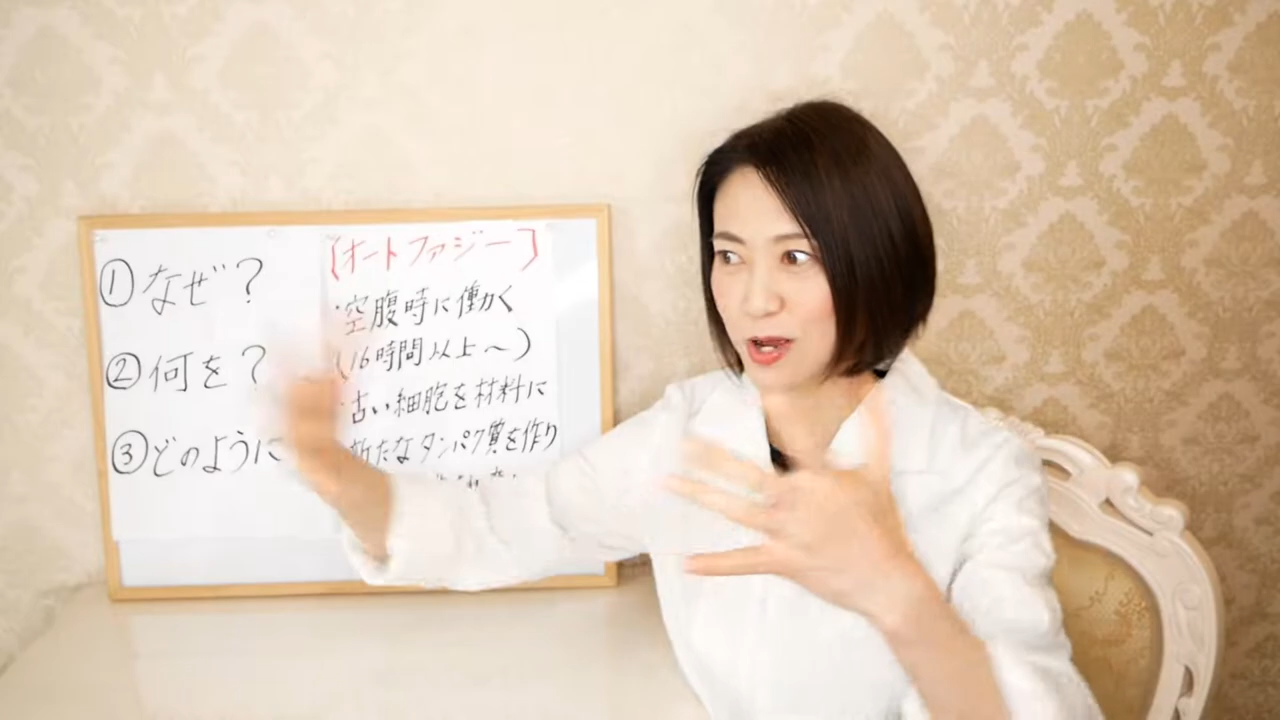 ①なぜ?
②何を?
③どのように
[オートファジー]
・空腹時に働く
(16時間以上〜)
・古い細胞を材料に
新たなタンパク質を作り